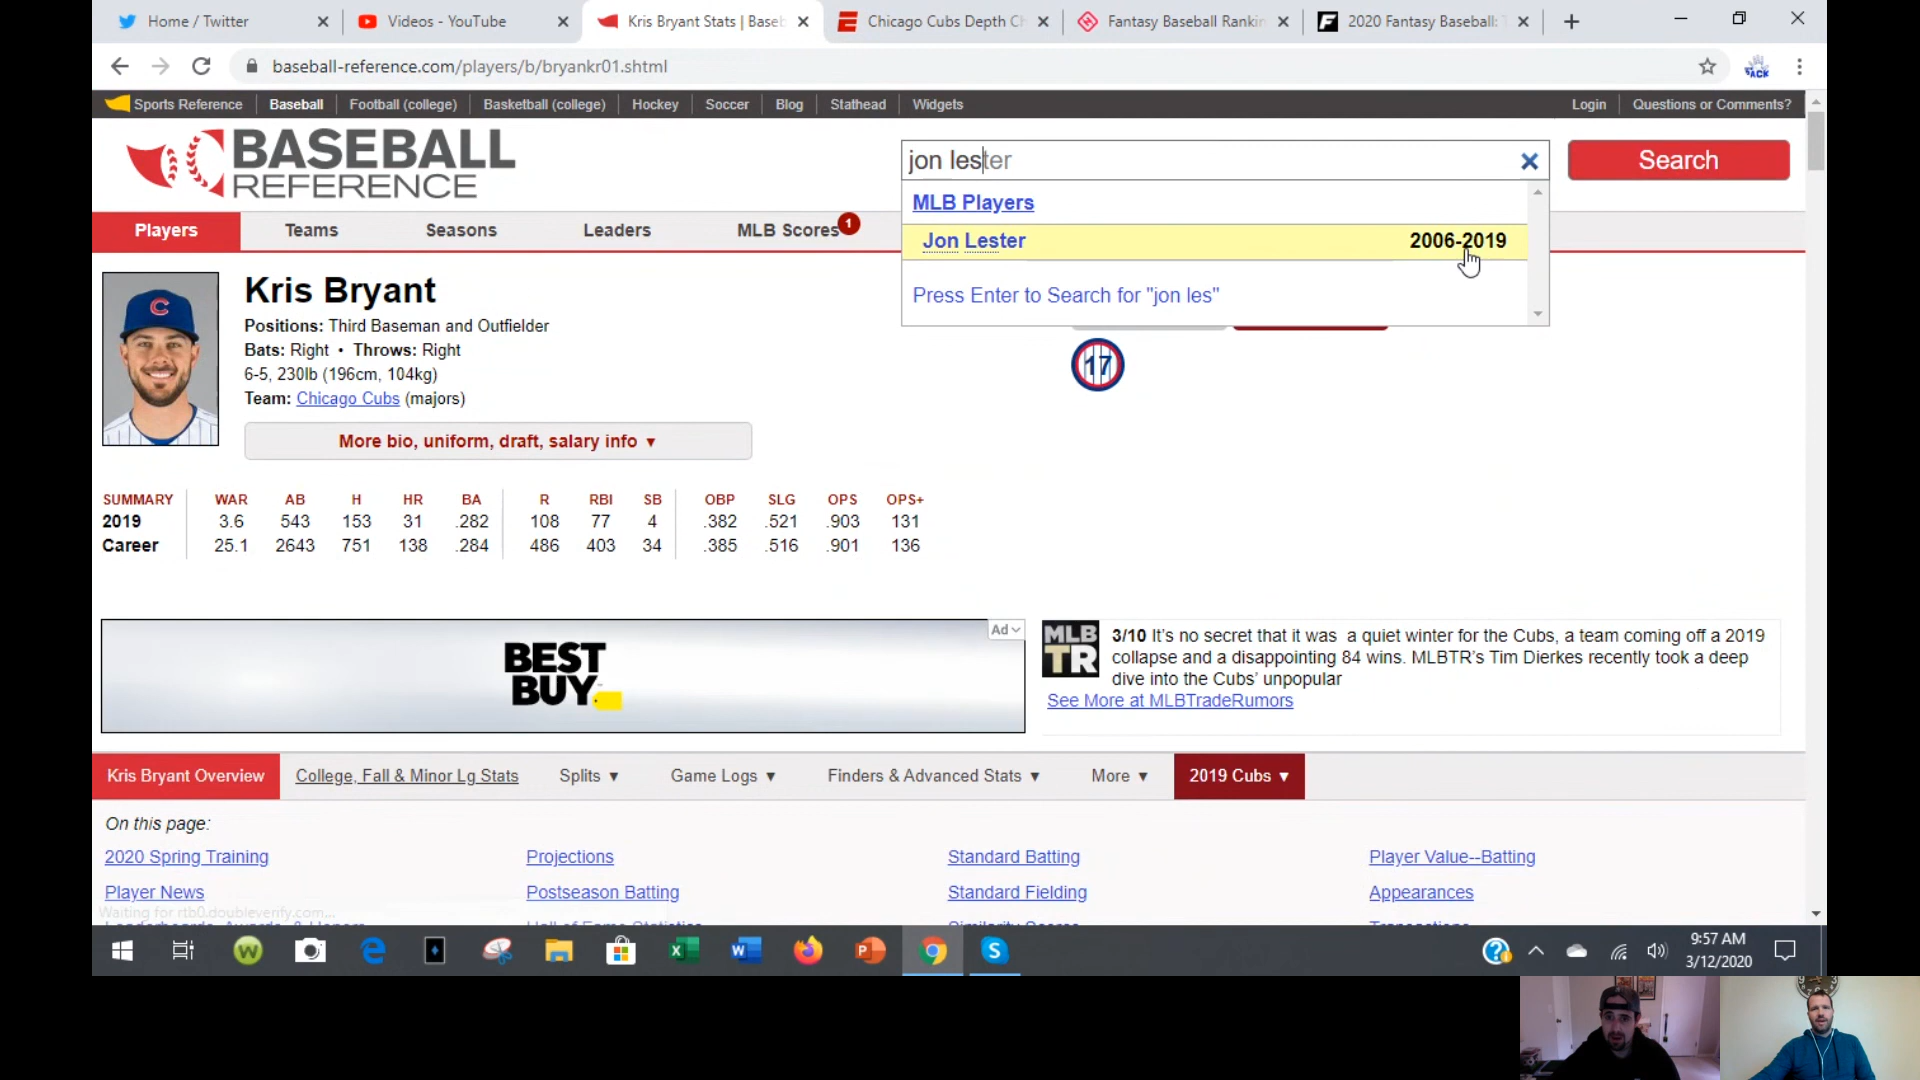 Home / Twitter
Videos - YouTube
Kris Bryant Stats | Baseb
Chicago Cubs Depth Ch
Fantasy Baseball Rankin
2020 Fantasy Baseball: T
baseball-reference.com/players/b/bryankr01.shtml
Sports Reference Baseball Football (college) Basketball (college) Hockey Soccer Blog Stathead Widgets Login Questions or Comments?
BASEBALL
REFERENCE
jon lester
Search
MLB Players
Jon Lester 2006-2019
Press Enter to Search for "jon les"
Players Teams Seasons Leaders MLB Scores 1
Kris Bryant
Positions: Third Baseman and Outfielder
Bats: Right • Throws: Right
6-5, 230lb (196cm, 104kg)
Team: Chicago Cubs (majors)
17
More bio, uniform, draft, salary info ▼
SUMMARY WAR AB H HR BA R RBI SB OBP SLG OPS OPS+
2019 3.6 543 153 31 .282 108 77 4 .382 .521 .903 131
Career 25.1 2643 751 138 .284 486 403 34 .385 .516 .901 136
Ad
BEST
BUY
MLB
TR
3/10 It's no secret that it was a quiet winter for the Cubs, a team coming off a 2019
collapse and a disappointing 84 wins. MLBTR's Tim Dierkes recently took a deep
dive into the Cubs' unpopular
See More at MLBTradeRumors
Kris Bryant Overview College, Fall & Minor Lg Stats Splits ▼ Game Logs ▼ Finders & Advanced Stats ▼ More ▼ 2019 Cubs ▼
On this page:
2020 Spring Training Projections Standard Batting Player Value--Batting
Player News Postseason Batting Standard Fielding Appearances
Waiting for rtb0.doubleverify.com...
9:57 AM
3/12/2020